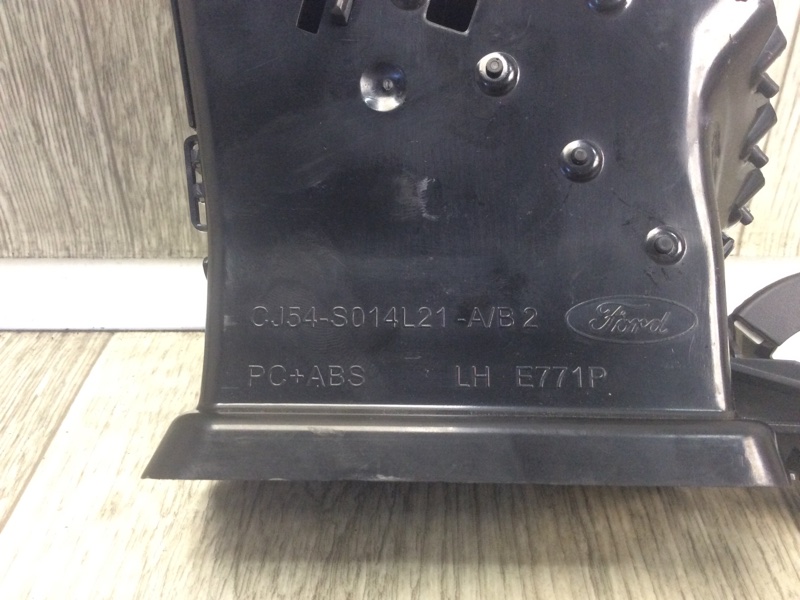 CJ54-S014L21-A/B 2 Ford
PC+ABS LH E771P